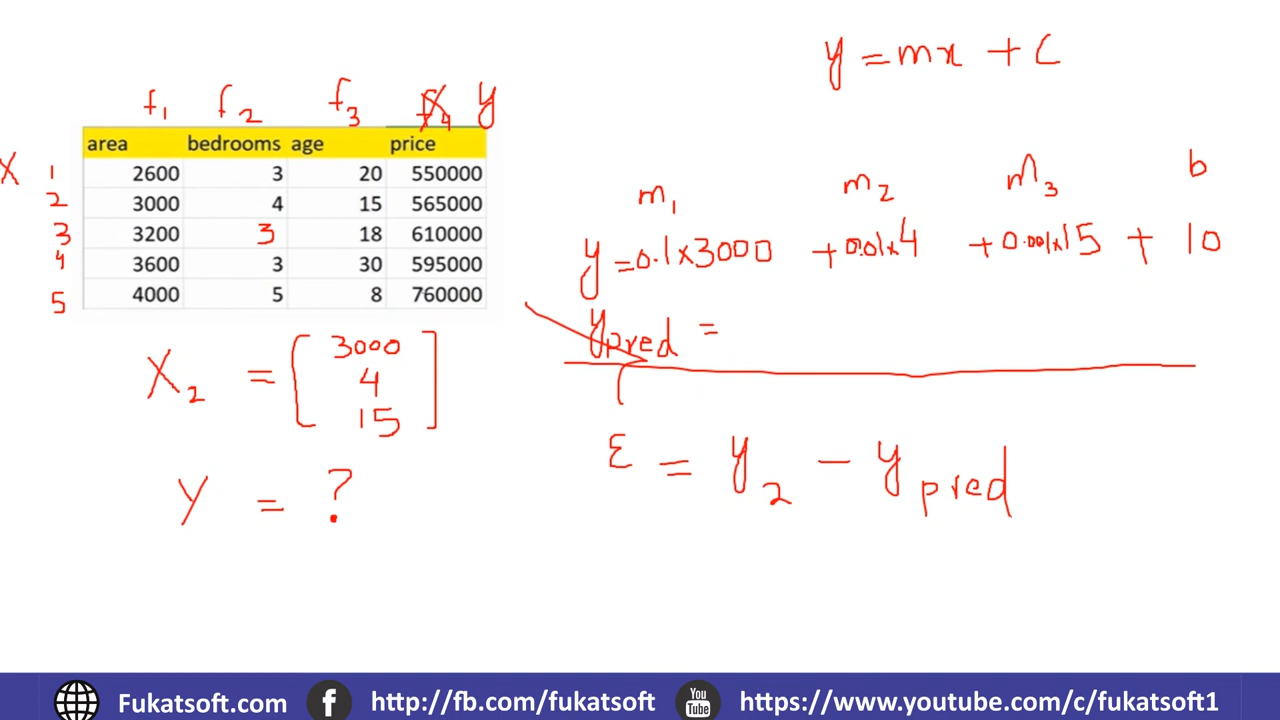 y = mx + C
f1 f2 f3 f4 y
area bedrooms age price
X 1 2600 3 20 550000
2 3000 4 15 565000
3 3200 3 18 610000
4 3600 3 30 595000
5 4000 5 8 760000
m1 m2 m3 b
y = 0.1x3000 + 0.01x4 + 0.001x15 + 10
ypred =
X2 = [3000
4
15]
Y = ?
ε = y2 - ypred
Fukatsoft.com f http://fb.com/fukatsoft You Tube https://www.youtube.com/c/fukatsoft1